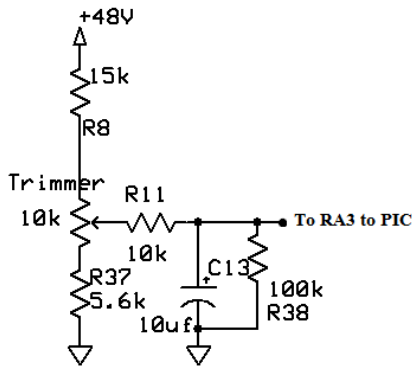 +48V
15k
R8
Trimmer
10k
R11
10k
To RA3 to PIC
R37
5.6k
+
C13
10uf
100k
R38